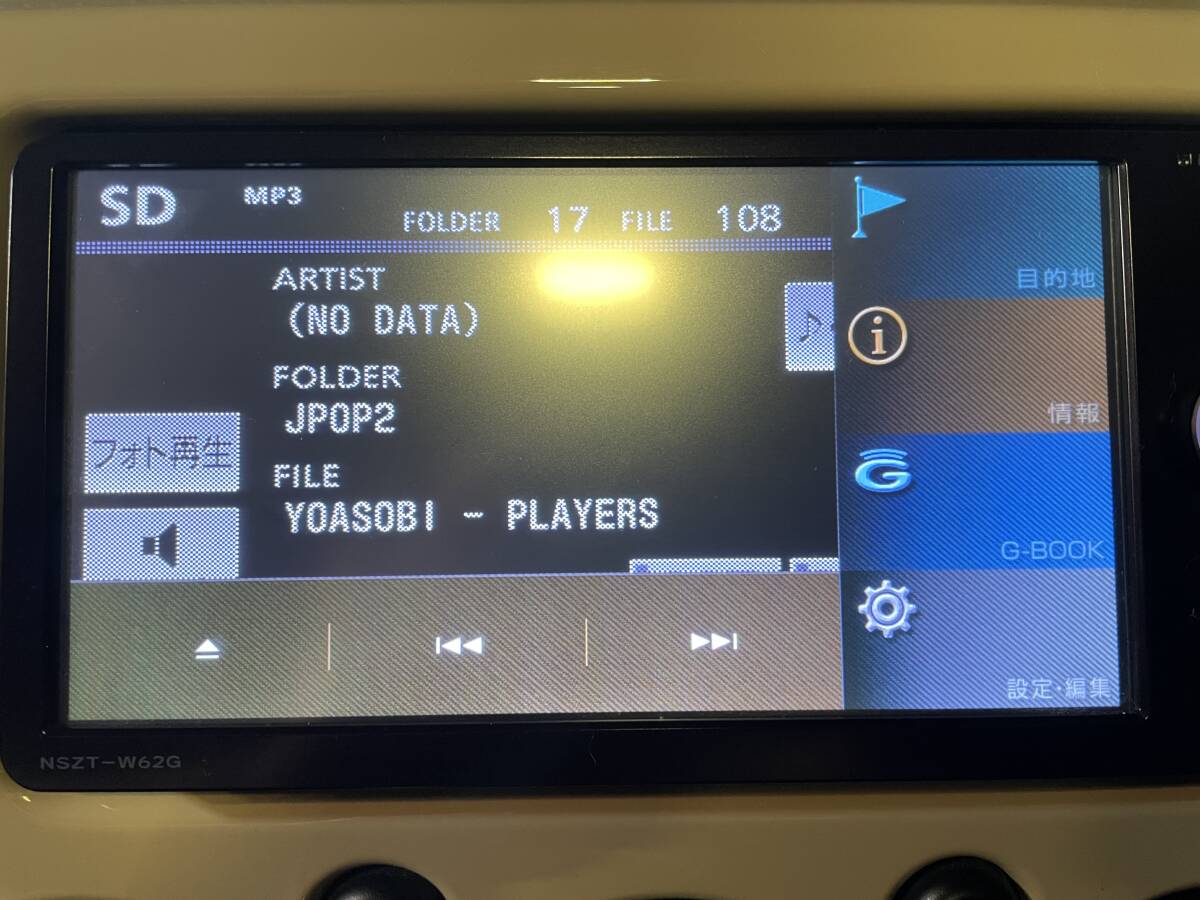 SD MP3
FOLDER 17 FILE 108
ARTIST
(NO DATA)
FOLDER
JPOP2
FILE
YOASOBI - PLAYERS
フォト再生
目的地
i
情報
G
G-BOOK
設定・編集
NSZT-W62G